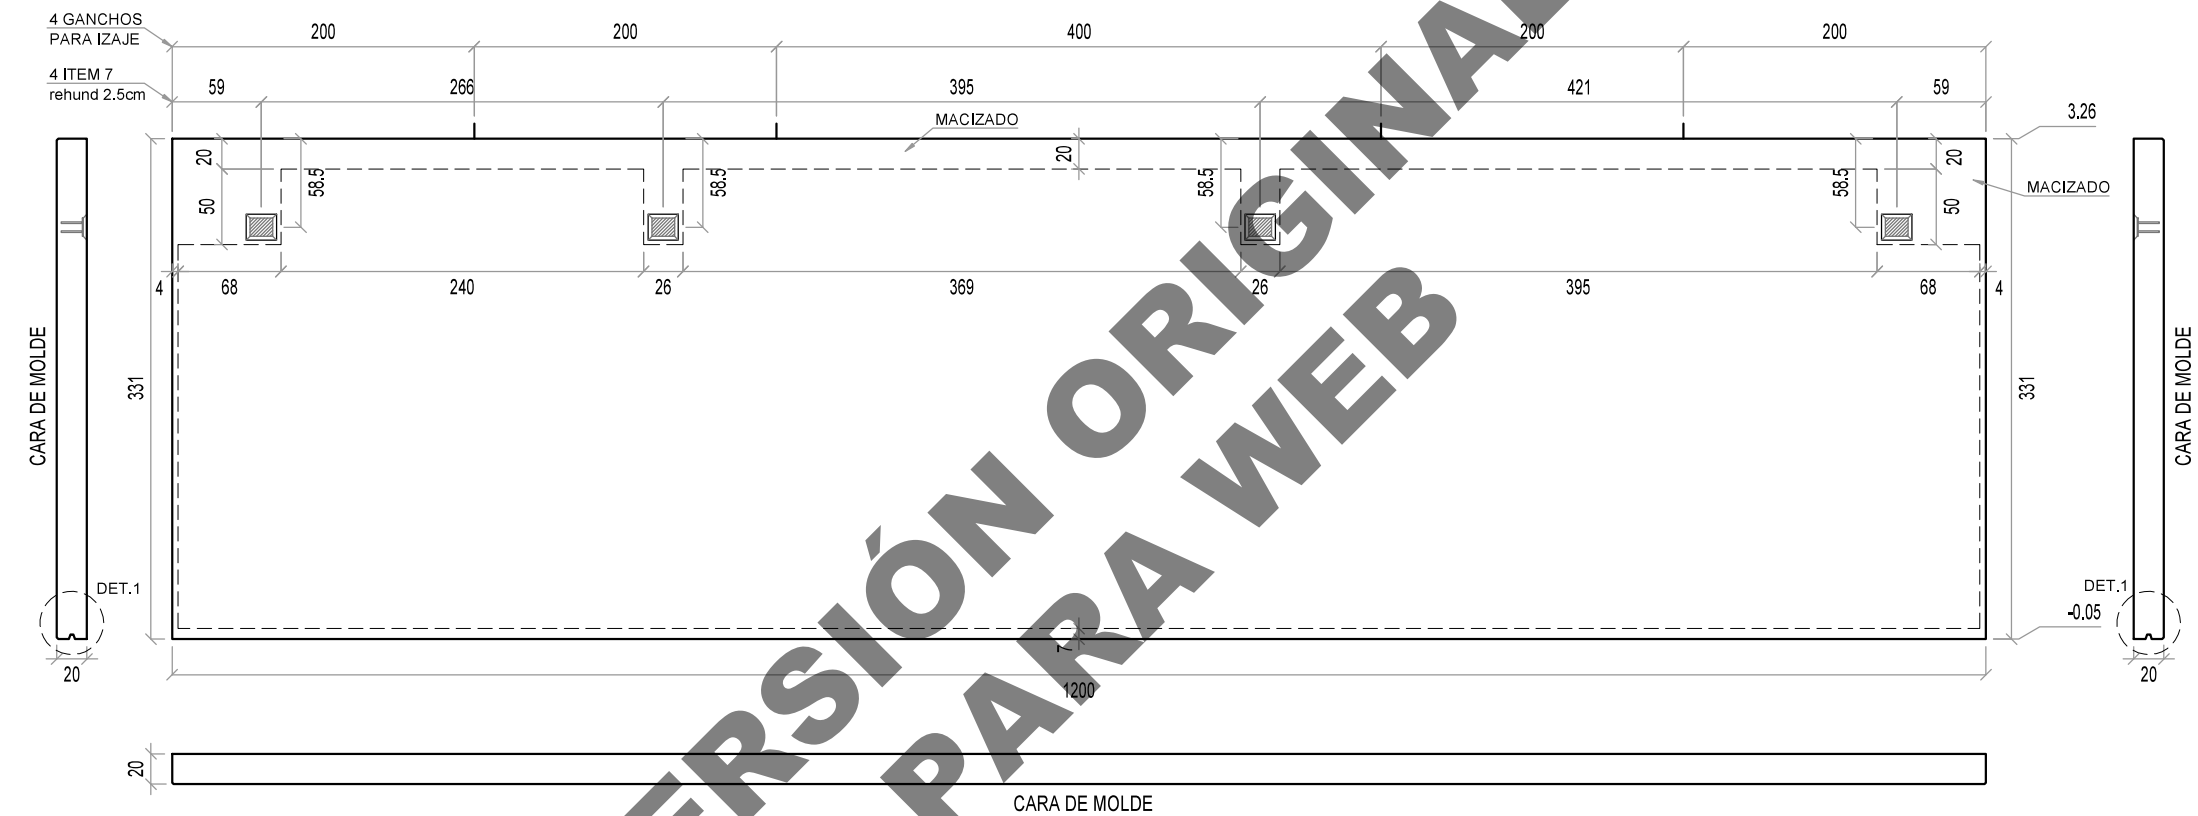 4 GANCHOS
PARA IZAJE
200
200
400
200
200
4 ITEM 7
rehund 2.5cm
59
266
395
421
59
3.26
MACIZADO
20
50
58.5
58.5
20
58.5
58.5
20
50
MACIZADO
4
68
240
26
369
26
395
68
4
CARA DE MOLDE
331
331
CARA DE MOLDE
DET.1
DET.1
-0.05
20
7
20
1200
20
CARA DE MOLDE
ERSIÓN ORIGINAL
PARA WEB